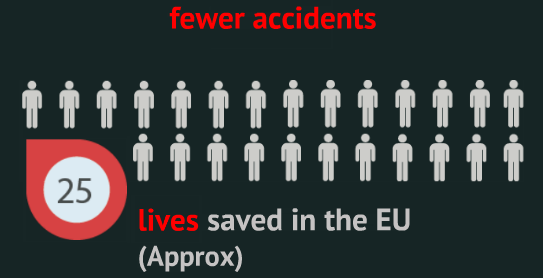 fewer accidents
25
lives saved in the EU
(Approx)